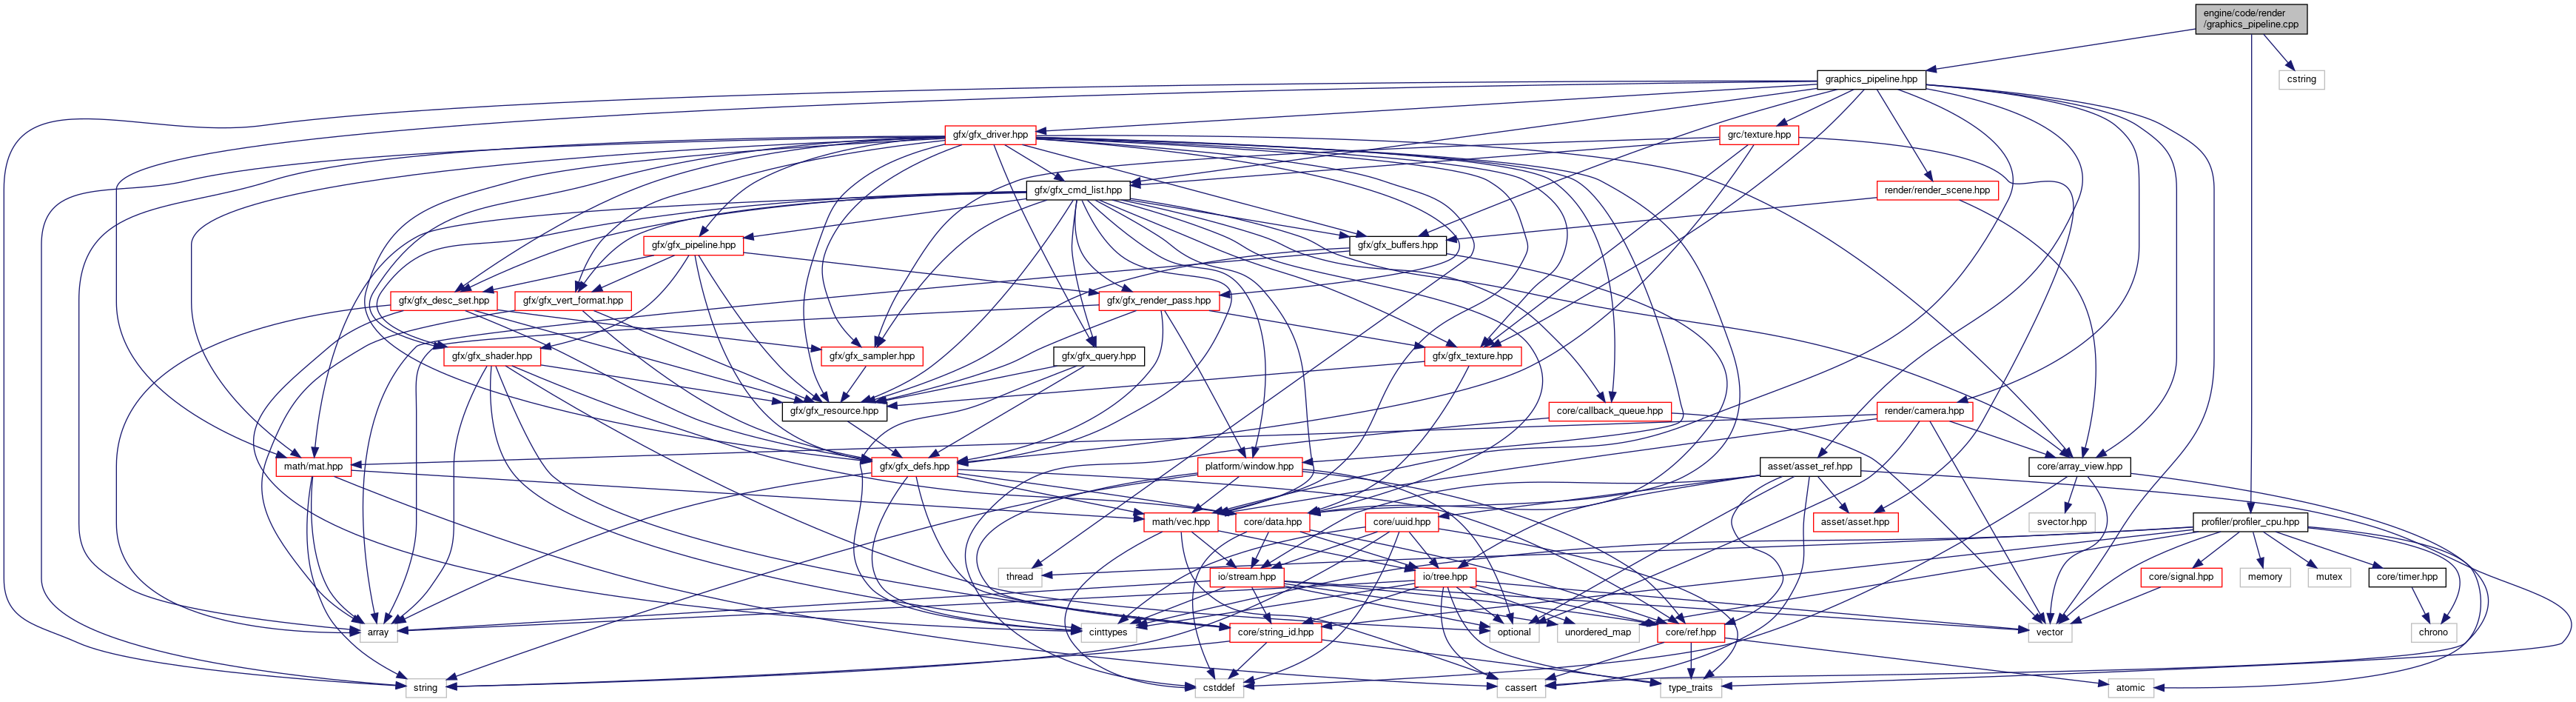 engine/code/render
/graphics_pipeline.cpp
graphics_pipeline.hpp
cstring
gfx/gfx_driver.hpp
grc/texture.hpp
gfx/gfx_cmd_list.hpp
render/render_scene.hpp
gfx/gfx_pipeline.hpp
gfx/gfx_buffers.hpp
gfx/gfx_desc_set.hpp
gfx/gfx_vert_format.hpp
gfx/gfx_render_pass.hpp
gfx/gfx_shader.hpp
gfx/gfx_sampler.hpp
gfx/gfx_query.hpp
gfx/gfx_texture.hpp
gfx/gfx_resource.hpp
core/callback_queue.hpp
render/camera.hpp
math/mat.hpp
gfx/gfx_defs.hpp
platform/window.hpp
asset/asset_ref.hpp
core/array_view.hpp
math/vec.hpp
core/data.hpp
core/uuid.hpp
asset/asset.hpp
svector.hpp
profiler/profiler_cpu.hpp
thread
io/stream.hpp
io/tree.hpp
core/signal.hpp
memory
mutex
core/timer.hpp
array
cinttypes
core/string_id.hpp
optional
unordered_map
core/ref.hpp
vector
chrono
string
cstddef
cassert
type_traits
atomic